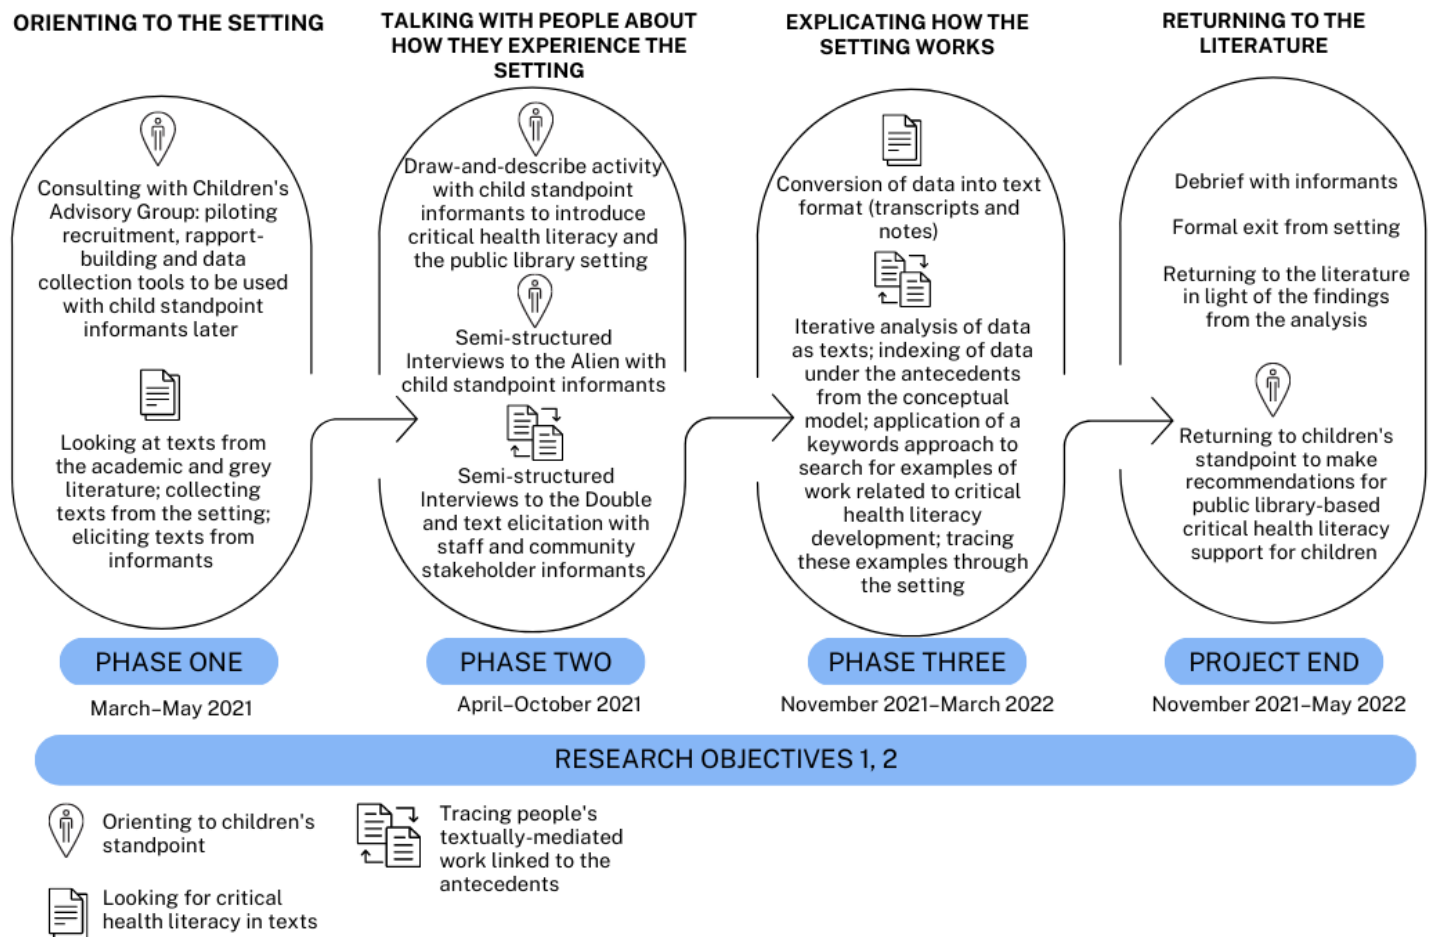 ORIENTING TO THE SETTING
Consulting with Children's
Advisory Group: piloting
recruitment, rapport-
building and data
collection tools to be used
with child standpoint
informants later
Looking at texts from
the academic and grey
literature; collecting
texts from the setting;
eliciting texts from
informants
PHASE ONE
March–May 2021
TALKING WITH PEOPLE ABOUT
HOW THEY EXPERIENCE THE
SETTING
Draw-and-describe activity
with child standpoint
informants to introduce
critical health literacy and
the public library setting
Semi-structured
Interviews to the Alien with
child standpoint informants
Semi-structured
Interviews to the Double
and text elicitation with
staff and community
stakeholder informants
PHASE TWO
April–October 2021
EXPLICATING HOW THE
SETTING WORKS
Conversion of data into text
format (transcripts and
notes)
Iterative analysis of data
as texts; indexing of data
under the antecedents
from the conceptual
model; application of a
keywords approach to
search for examples of
work related to critical
health literacy
development; tracing
these examples through
the setting
PHASE THREE
November 2021–March 2022
RETURNING TO THE
LITERATURE
Debrief with informants
Formal exit from setting
Returning to the literature
in light of the findings
from the analysis
Returning to children's
standpoint to make
recommendations for
public library-based
critical health literacy
support for children
PROJECT END
November 2021–May 2022
RESEARCH OBJECTIVES 1, 2
Orienting to children's
standpoint
Looking for critical
health literacy in texts
Tracing people's
textually-mediated
work linked to the
antecedents